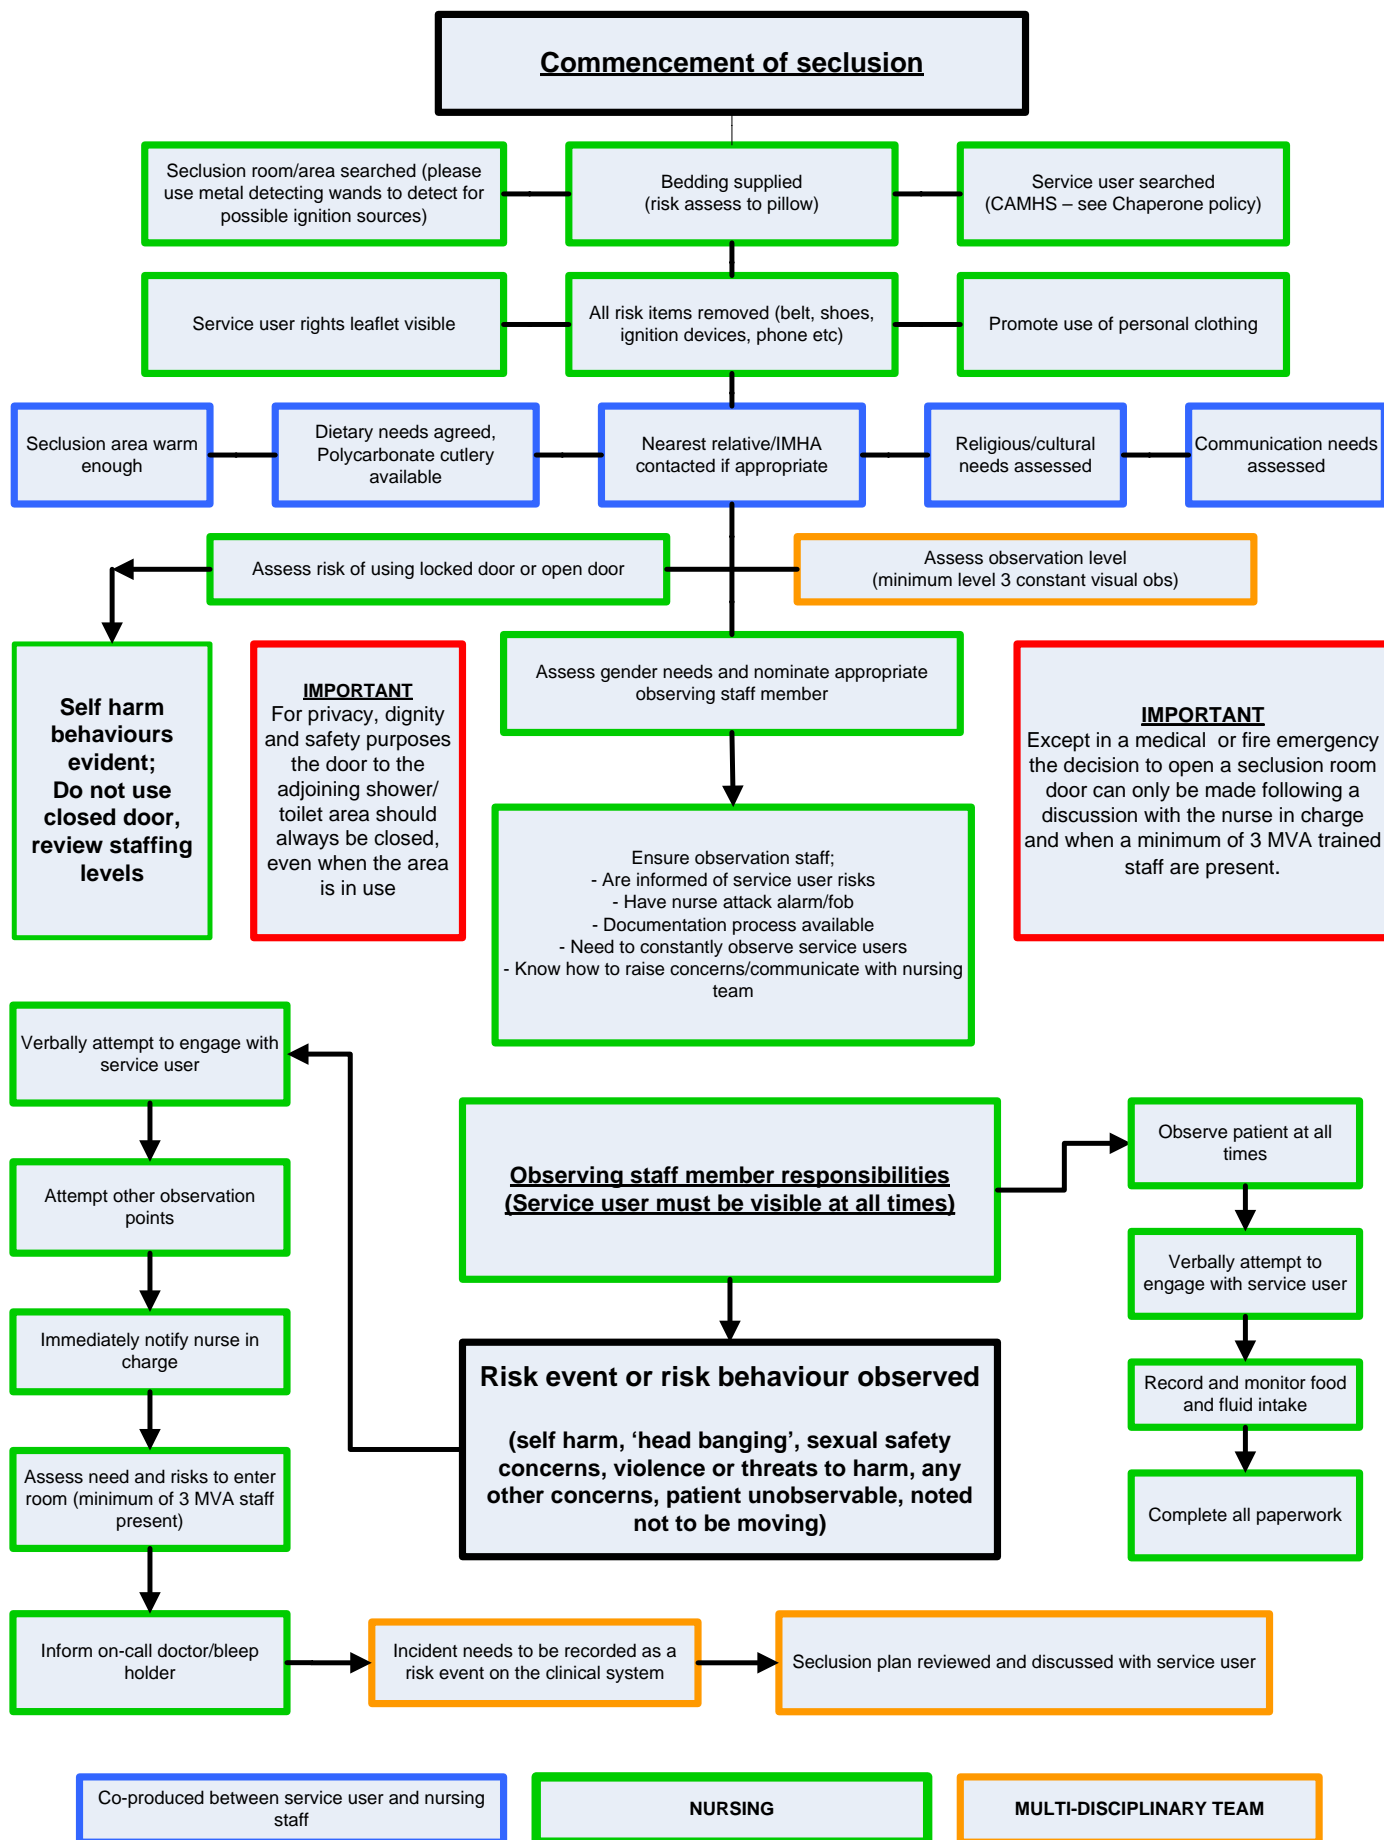 Commencement of seclusion
Seclusion room/area searched (please
use metal detecting wands to detect for
possible ignition sources)
Bedding supplied
(risk assess to pillow)
Service user searched
(CAMHS – see Chaperone policy)
Service user rights leaflet visible
All risk items removed (belt, shoes,
ignition devices, phone etc)
Promote use of personal clothing
Seclusion area warm
enough
Dietary needs agreed,
Polycarbonate cutlery
available
Nearest relative/IMHA
contacted if appropriate
Religious/cultural
needs assessed
Communication needs
assessed
Assess risk of using locked door or open door
Assess observation level
(minimum level 3 constant visual obs)
Self harm
behaviours
evident;
Do not use
closed door,
review staffing
levels
IMPORTANT
For privacy, dignity
and safety purposes
the door to the
adjoining shower/
toilet area should
always be closed,
even when the area
is in use
Assess gender needs and nominate appropriate
observing staff member
IMPORTANT
Except in a medical  or fire emergency
the decision to open a seclusion room
door can only be made following a
discussion with the nurse in charge
and when a minimum of 3 MVA trained
staff are present.
Ensure observation staff;
- Are informed of service user risks
- Have nurse attack alarm/fob
- Documentation process available
- Need to constantly observe service users
- Know how to raise concerns/communicate with nursing
team
Verbally attempt to engage with
service user
Attempt other observation
points
Immediately notify nurse in
charge
Assess need and risks to enter
room (minimum of 3 MVA staff
present)
Inform on-call doctor/bleep
holder
Observing staff member responsibilities
(Service user must be visible at all times)
Risk event or risk behaviour observed
(self harm, ‘head banging’, sexual safety
concerns, violence or threats to harm, any
other concerns, patient unobservable, noted
not to be moving)
Observe patient at all
times
Verbally attempt to
engage with service user
Record and monitor food
and fluid intake
Complete all paperwork
Incident needs to be recorded as a
risk event on the clinical system
Seclusion plan reviewed and discussed with service user
Co-produced between service user and nursing
staff
NURSING
MULTI-DISCIPLINARY TEAM